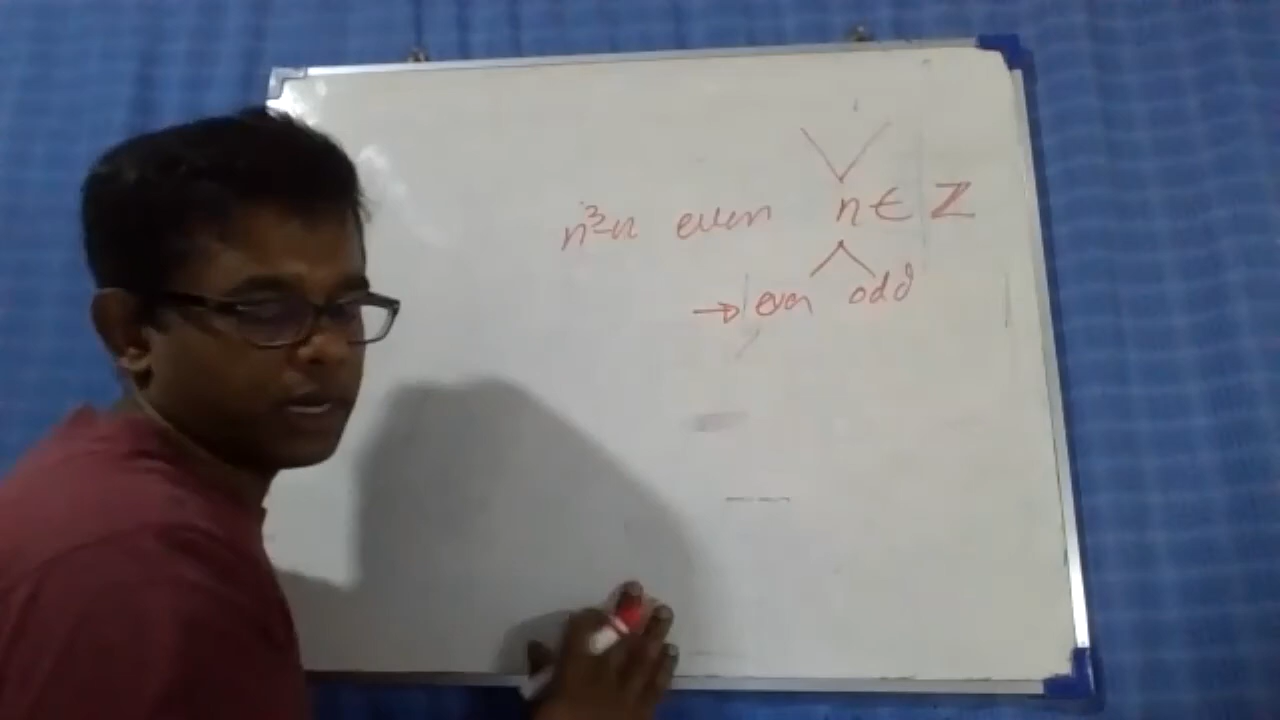 n³-n even n ∈ ℤ
→ even odd